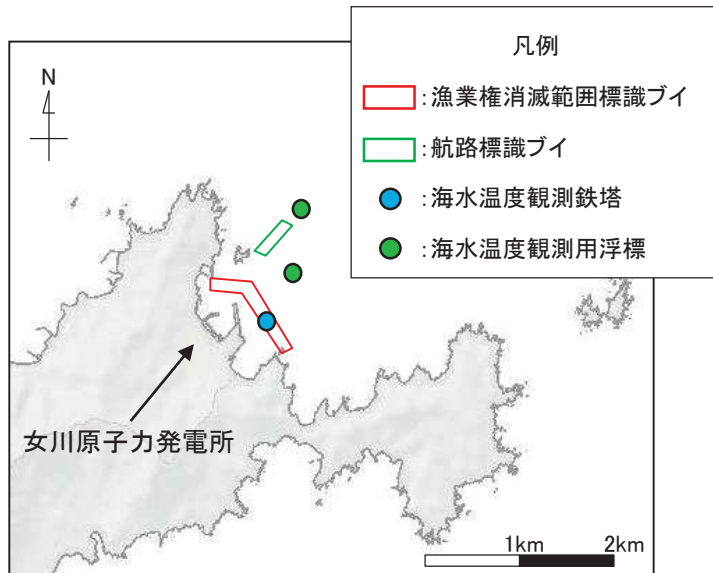 凡例
:漁業権消滅範囲標識ブイ
:航路標識ブイ
:海水温度観測鉄塔
:海水温度観測用浮標
N
女川原子力発電所
1km 2km